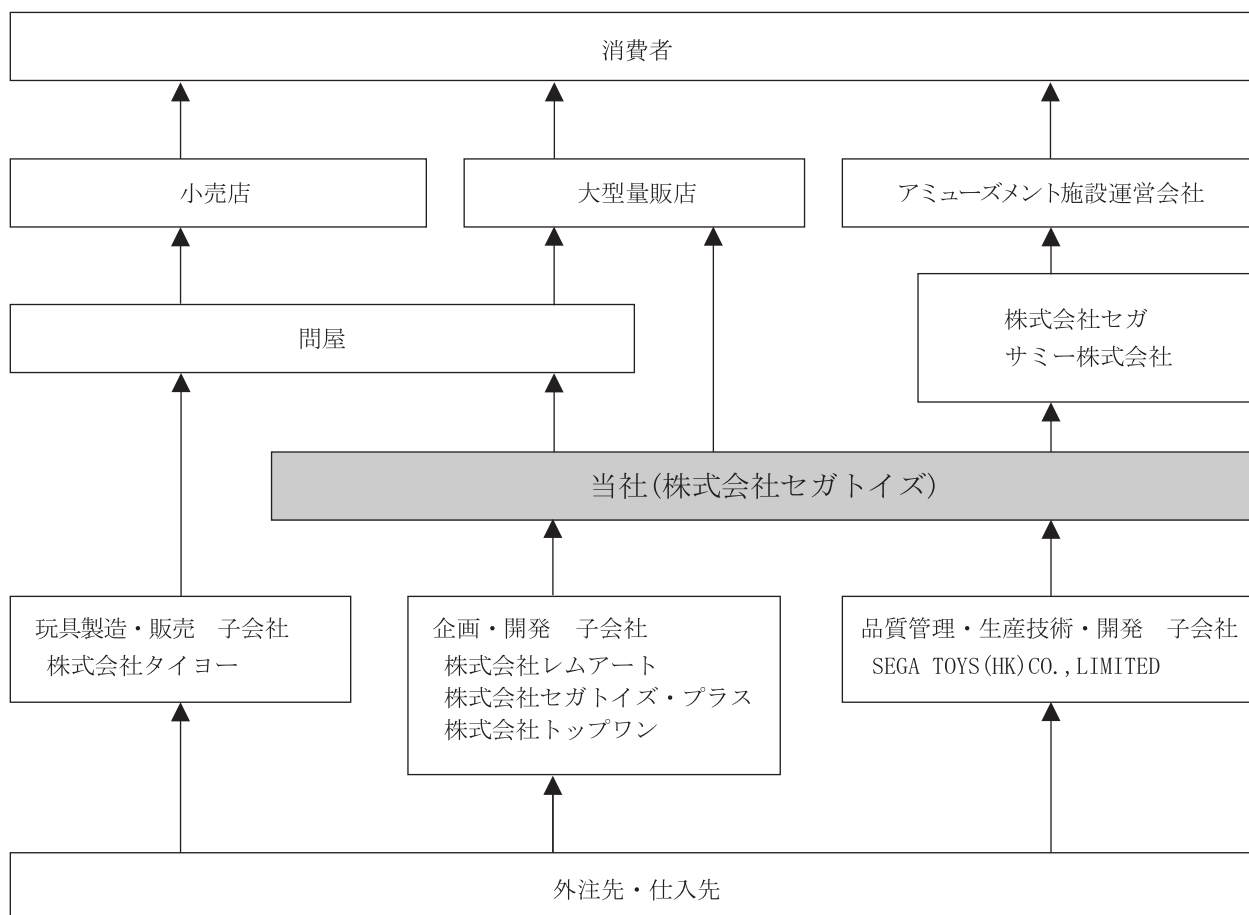 消費者
小売店
大型量販店
アミューズメント施設運営会社
問屋
株式会社セガ
サミー株式会社
当社(株式会社セガトイズ)
玩具製造・販売　子会社
株式会社タイヨー
企画・開発　子会社
株式会社レムアート
株式会社セガトイズ・プラス
株式会社トップワン
品質管理・生産技術・開発　子会社
SEGA TOYS(HK)CO.,LIMITED
外注先・仕入先